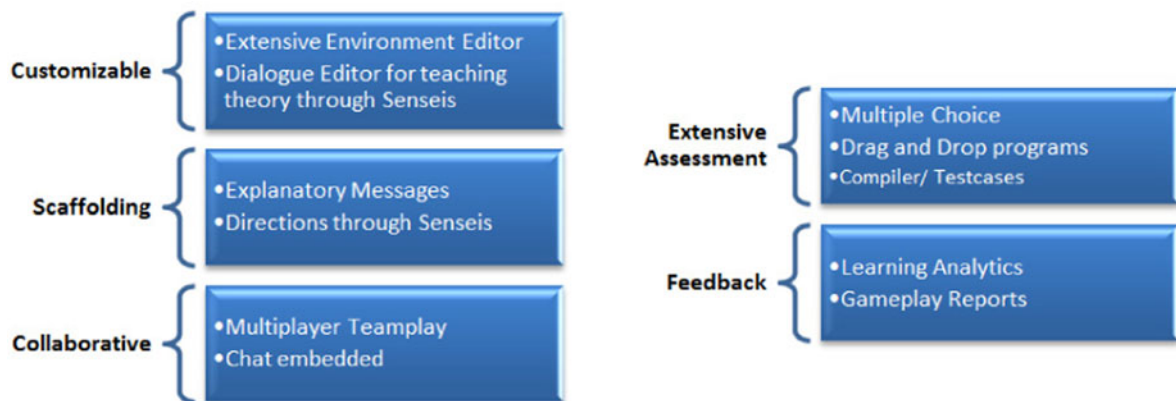 Customizable
•Extensive Environment Editor
•Dialogue Editor for teaching
theory through Senseis
Scaffolding
•Explanatory Messages
•Directions through Senseis
Collaborative
•Multiplayer Teamplay
•Chat embedded
Extensive
Assessment
•Multiple Choice
•Drag and Drop programs
•Compiler/ Testcases
Feedback
•Learning Analytics
•Gameplay Reports